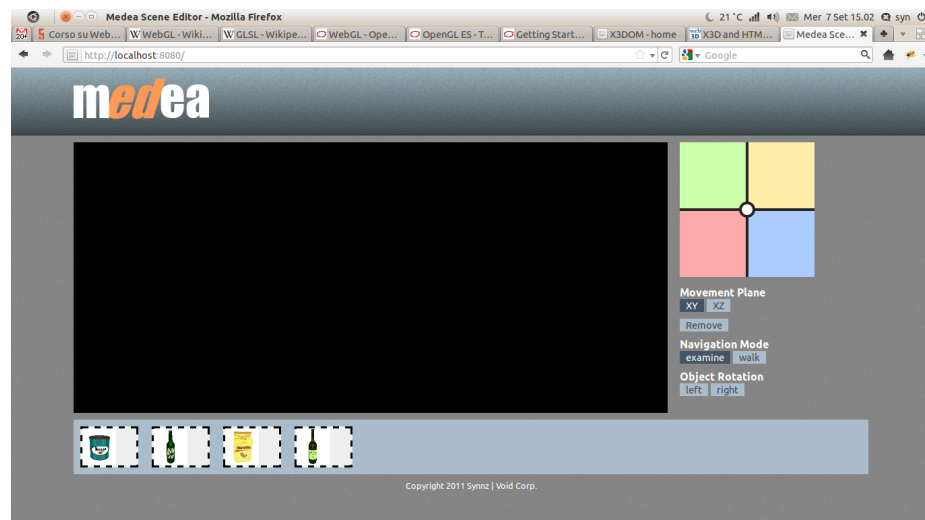 Medea Scene Editor - Mozilla Firefox 21 °C Mer 7 Set 15.02 syn
20+ Corso su Web... WebGL - Wiki... GLSL - Wikipe... WebGL - Ope... OpenGL ES - T... Getting Start... X3DOM - home X3D and HTM... Medea Sce...
http://localhost:8080/ Google
medea
Movement Plane
XY XZ
Remove
Navigation Mode
examine walk
Object Rotation
left right
Copyright 2011 Synnz | Void Corp.